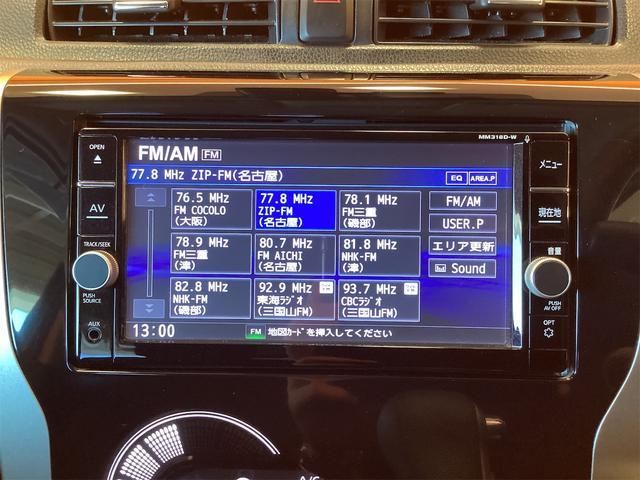 MM318D-W
OPEN
AV
TRACK/SEEK
PUSH
SOURCE
AUX
FM/AM FM
77.8 MHz ZIP-FM(名古屋)
EQ AREA.P
76.5 MHz
FM COCOLO
(大阪)
77.8 MHz
ZIP-FM
(名古屋)
78.1 MHz
FM三重
(磯部)
FM/AM
USER.P
78.9 MHz
FM三重
(津)
80.7 MHz
FM AICHI
(名古屋)
81.8 MHz
NHK-FM
(津)
エリア更新
Sound
82.8 MHz
NHK-FM
(磯部)
92.9 MHz
東海ラジオ
(三国山FM)
93.7 MHz
CBCラジオ
(三国山FM)
13:00
FM 地図カードを挿入してください
メニュー
現在地
音量
PUSH
AV OFF
OPT
A/C